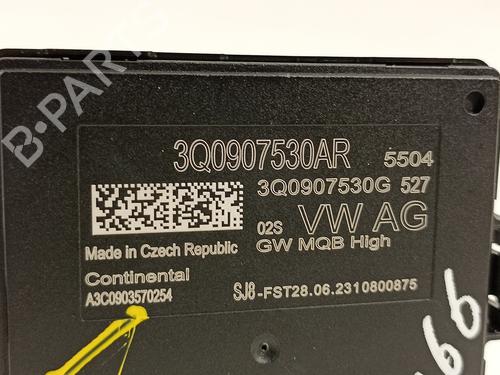 B-PARTS
3Q0907530AR 5504
3Q0907530G 527
02S VW AG
GW MQB High
Made in Czech Republic
Continental
A3C0903570254
SJ8-FST28.06.2310800875